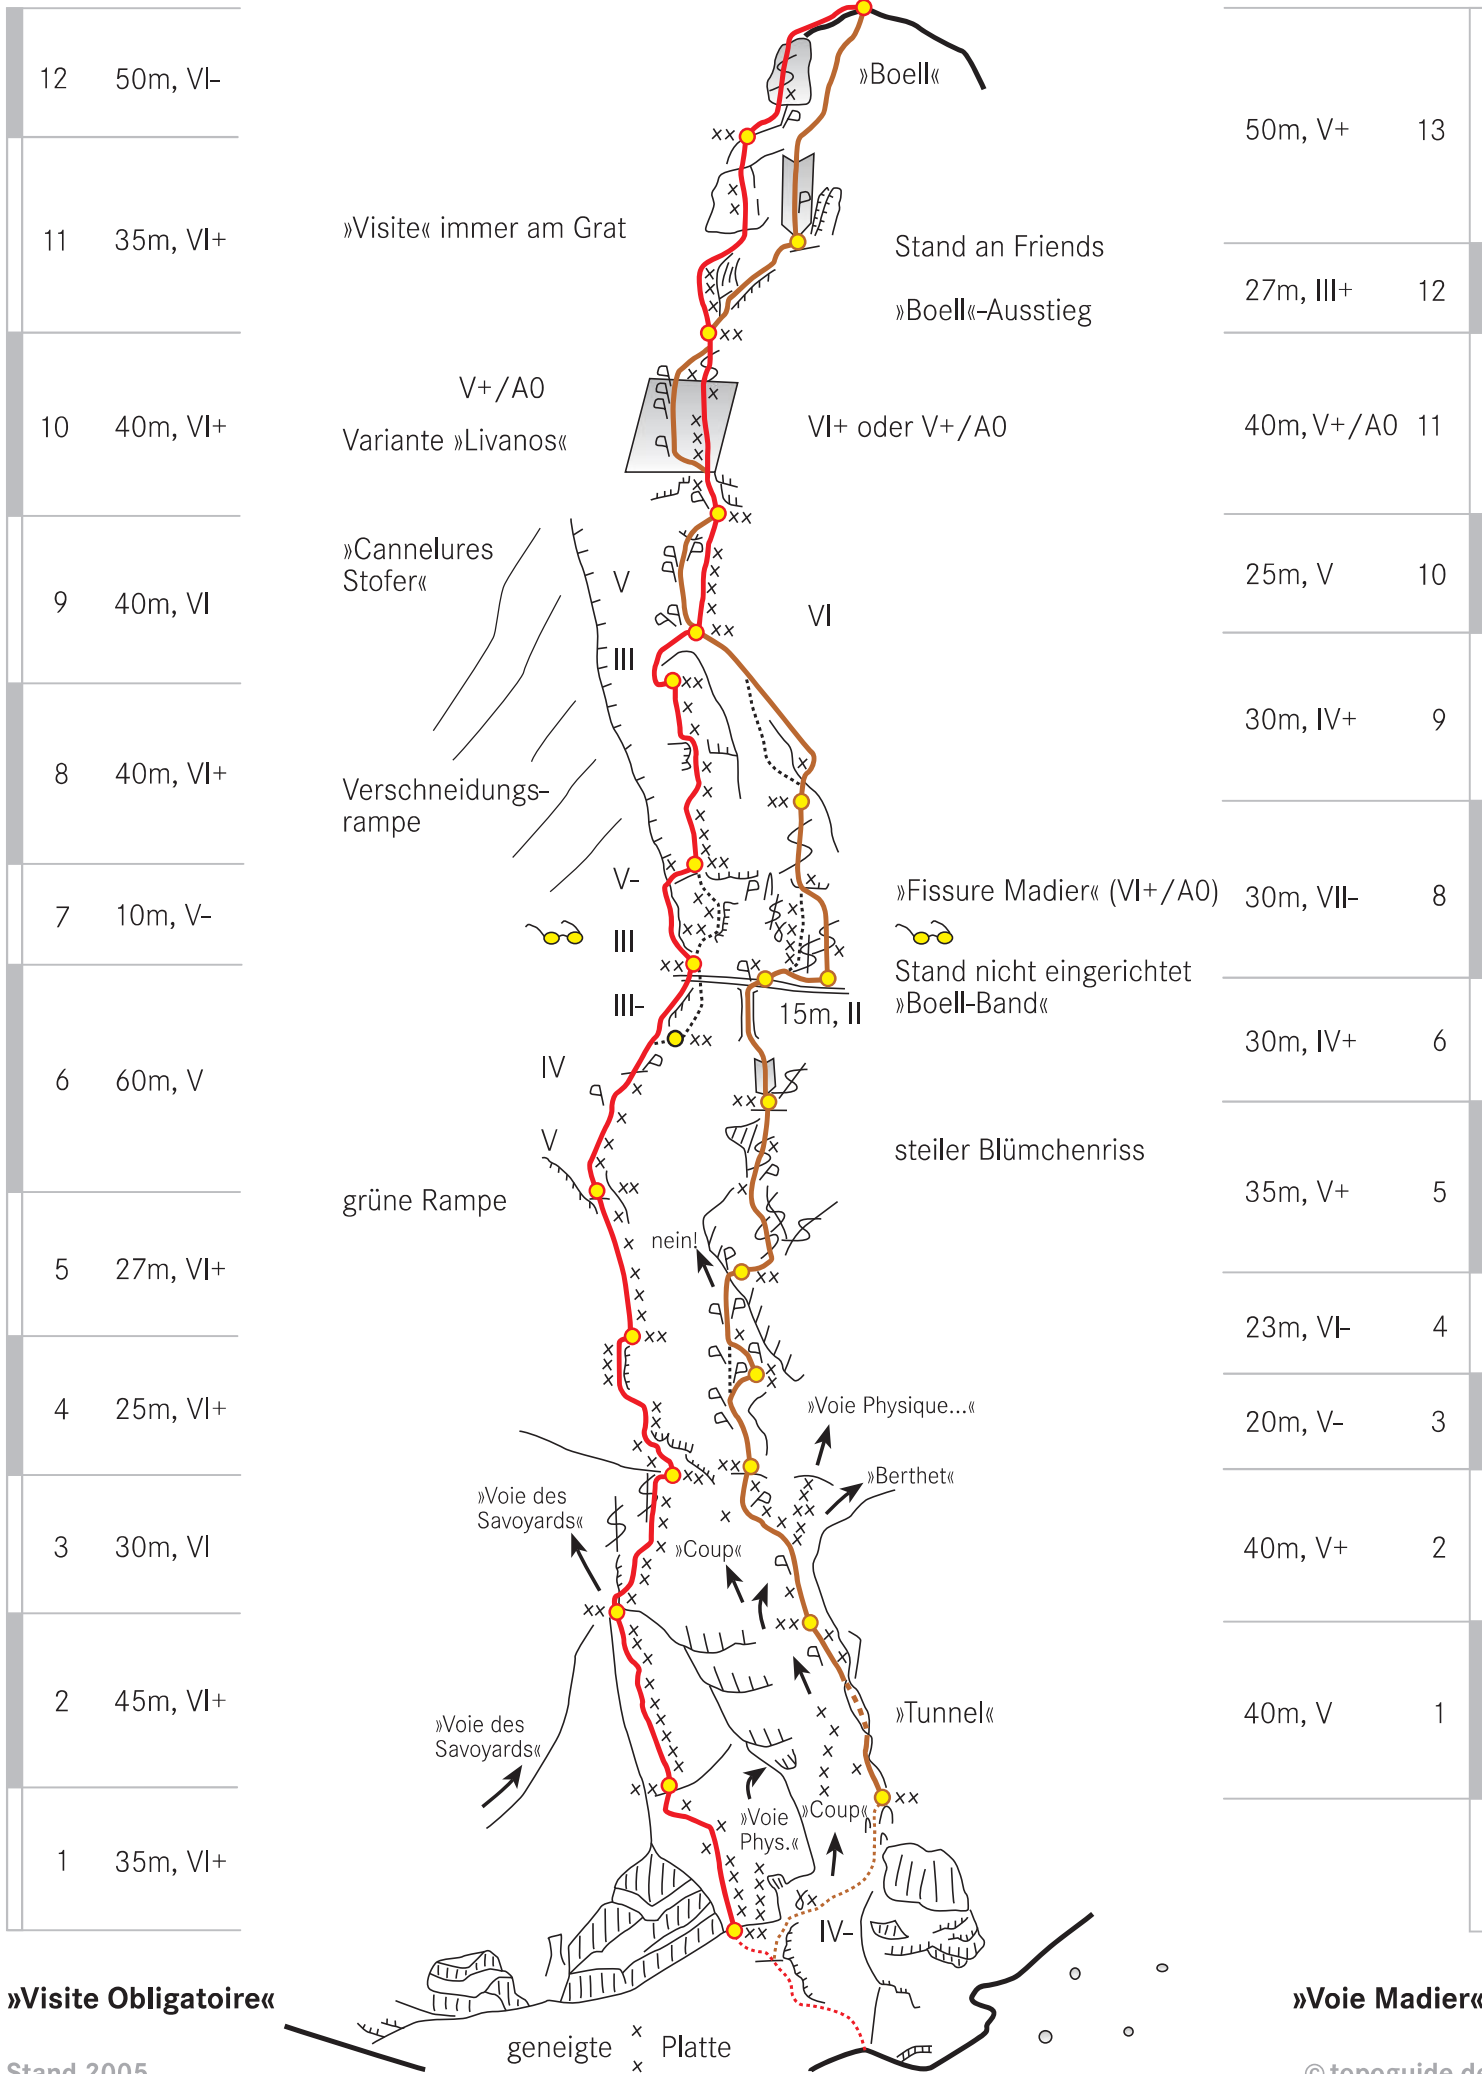 12 50m, VI-
11 35m, VI+
10 40m, VI+
9 40m, VI
8 40m, VI+
7 10m, V-
6 60m, V
5 27m, VI+
4 25m, VI+
3 30m, VI
2 45m, VI+
1 35m, VI+
»Visite Obligatoire«
»Boell«
»Visite« immer am Grat
Stand an Friends
»Boell«-Ausstieg
V+/A0
Variante »Livanos«
VI+ oder V+/A0
»Cannelures
Stofer«
V
VI
III
Verschneidungs-
rampe
V-
»Fissure Madier« (VI+/A0)
III
Stand nicht eingerichtet
»Boell-Band«
III-
15m, II
IV
V
steiler Blümchenriss
grüne Rampe
nein!
»Voie Physique...«
»Berthet«
»Voie des
Savoyards«
»Coup«
»Tunnel«
»Voie des
Savoyards«
»Voie
Phys.«
»Coup«
IV-
geneigte Platte
50m, V+ 13
27m, III+ 12
40m, V+/A0 11
25m, V 10
30m, IV+ 9
30m, VII- 8
30m, IV+ 6
35m, V+ 5
23m, VI- 4
20m, V- 3
40m, V+ 2
40m, V 1
»Voie Madier«
Stand 2005
© topoguide.de